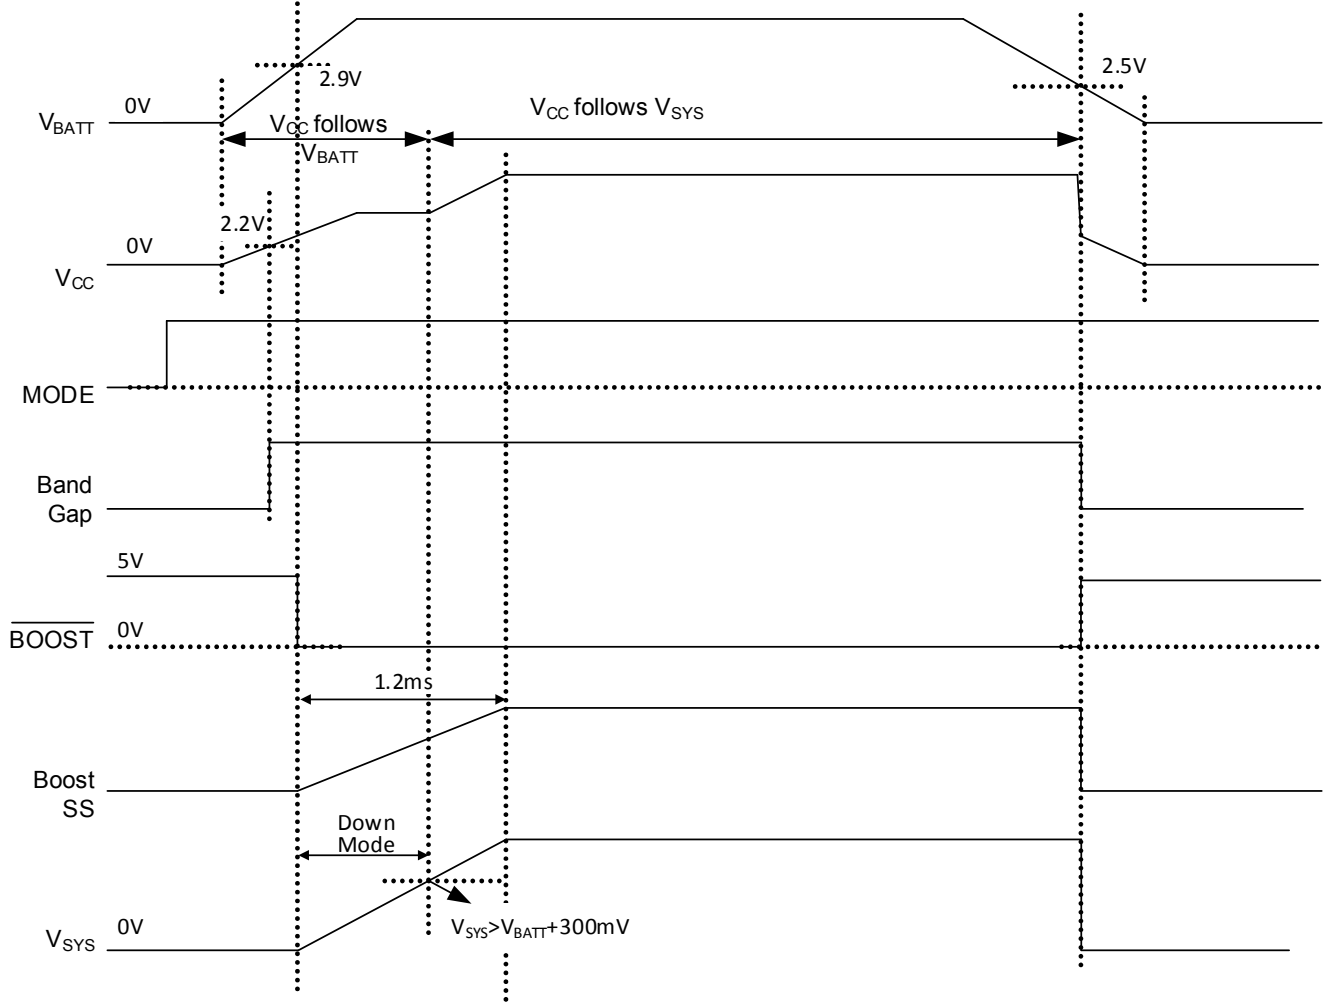 2.9V
2.5V
0V
VBATT
VCC follows
VBATT
VCC follows VSYS
2.2V
0V
VCC
MODE
Band
Gap
5V
BOOST
0V
1.2ms
Boost
SS
Down
Mode
0V
VSYS
VSYS>VBATT+300mV